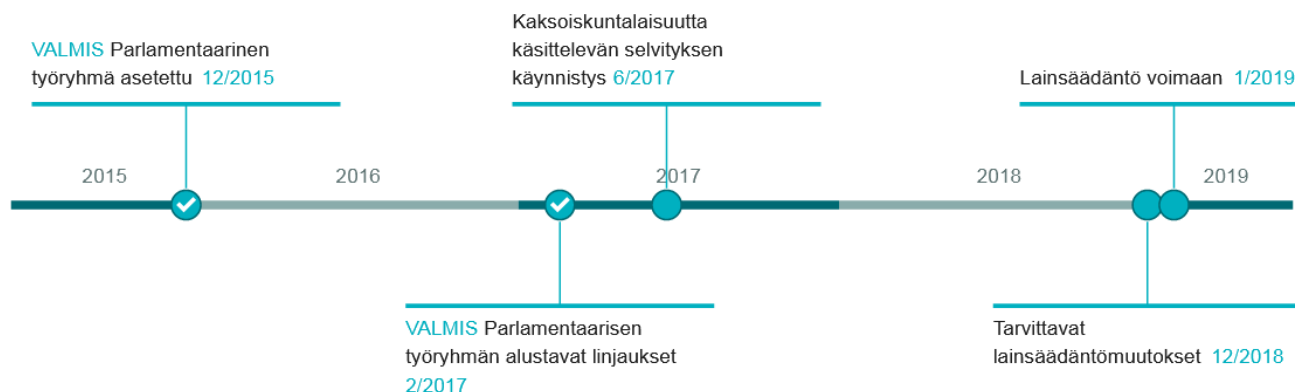 VALMIS Parlamentaarinen
työryhmä asetettu 12/2015
Kaksoiskuntalaisuutta
käsittelevän selvityksen
käynnistys 6/2017
Lainsäädäntö voimaan 1/2019
2015
2016
2017
2018
2019
VALMIS Parlamentaarisen
työryhmän alustavat linjaukset
2/2017
Tarvittavat
lainsäädäntömuutokset 12/2018